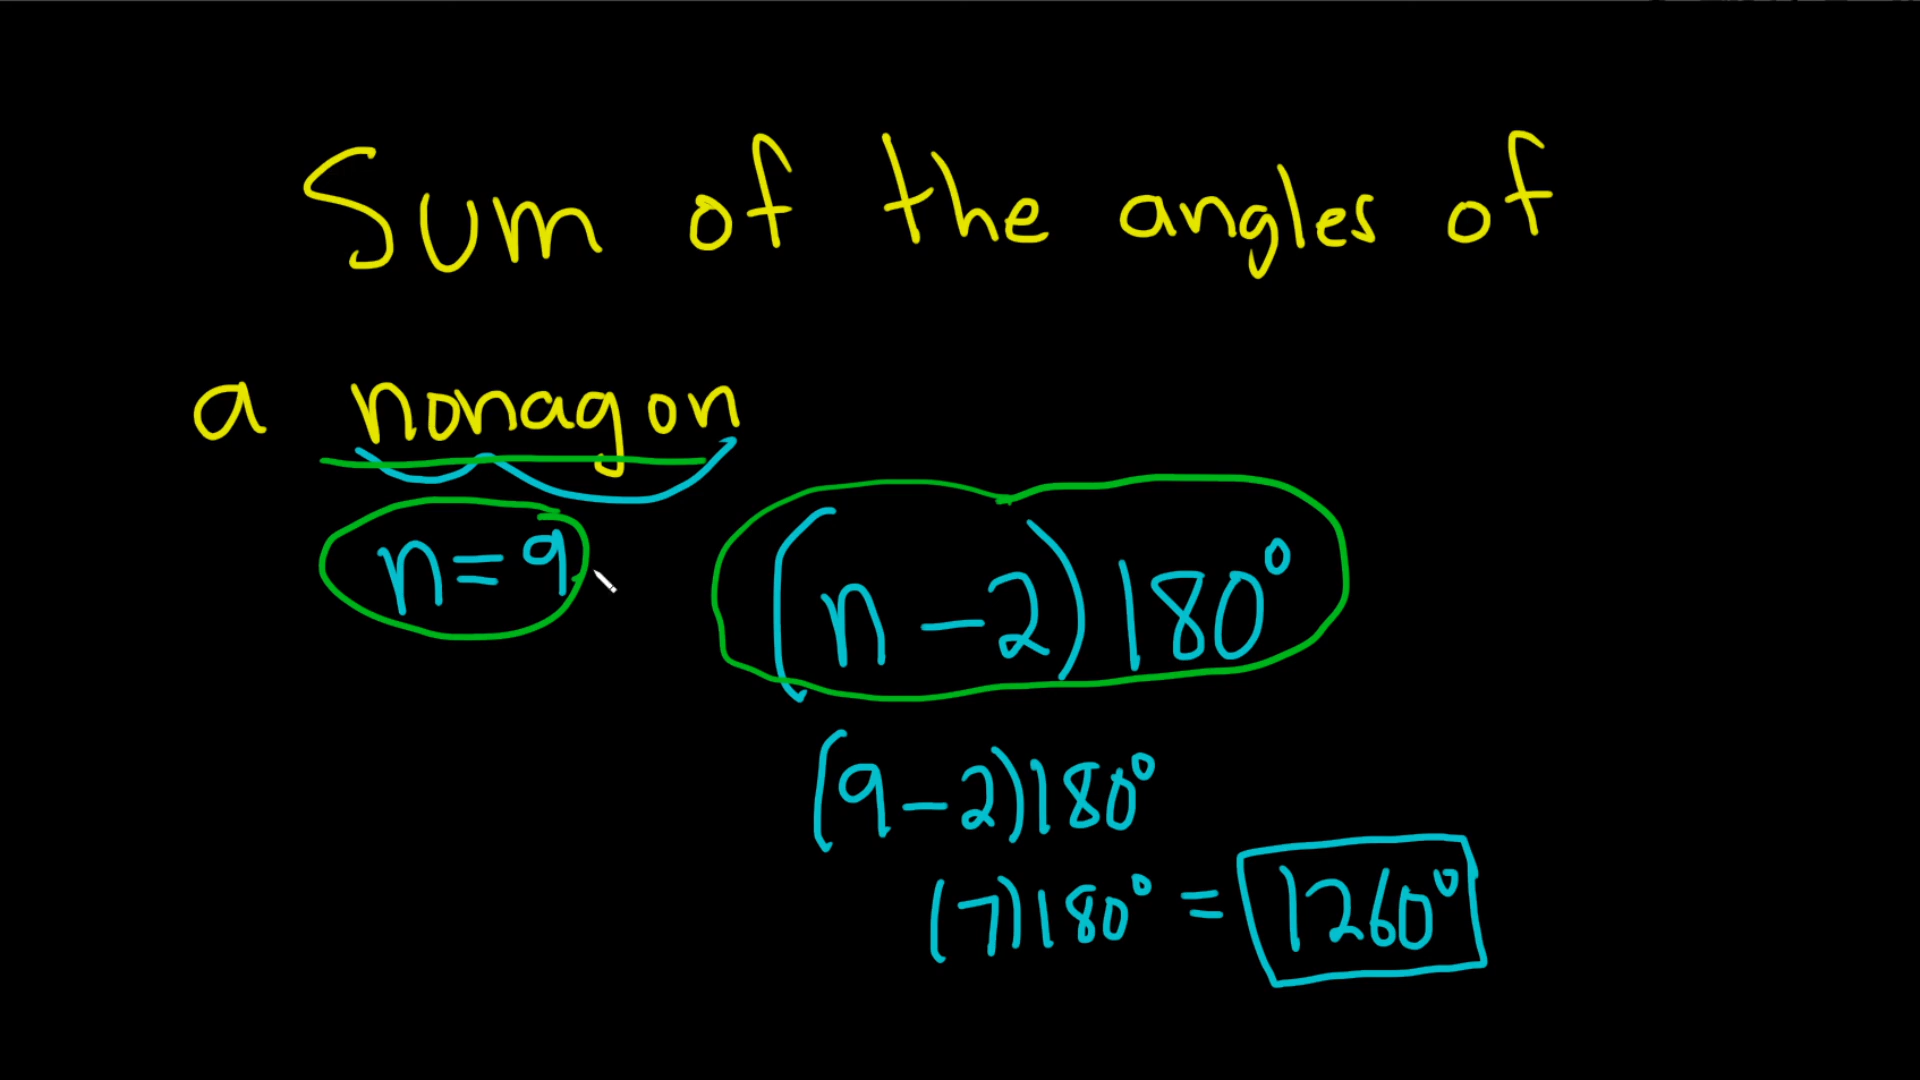 Sum of the angles of
a nonagon
n=9
(n-2)180°
(9-2)180°
(7)180° = 1260°